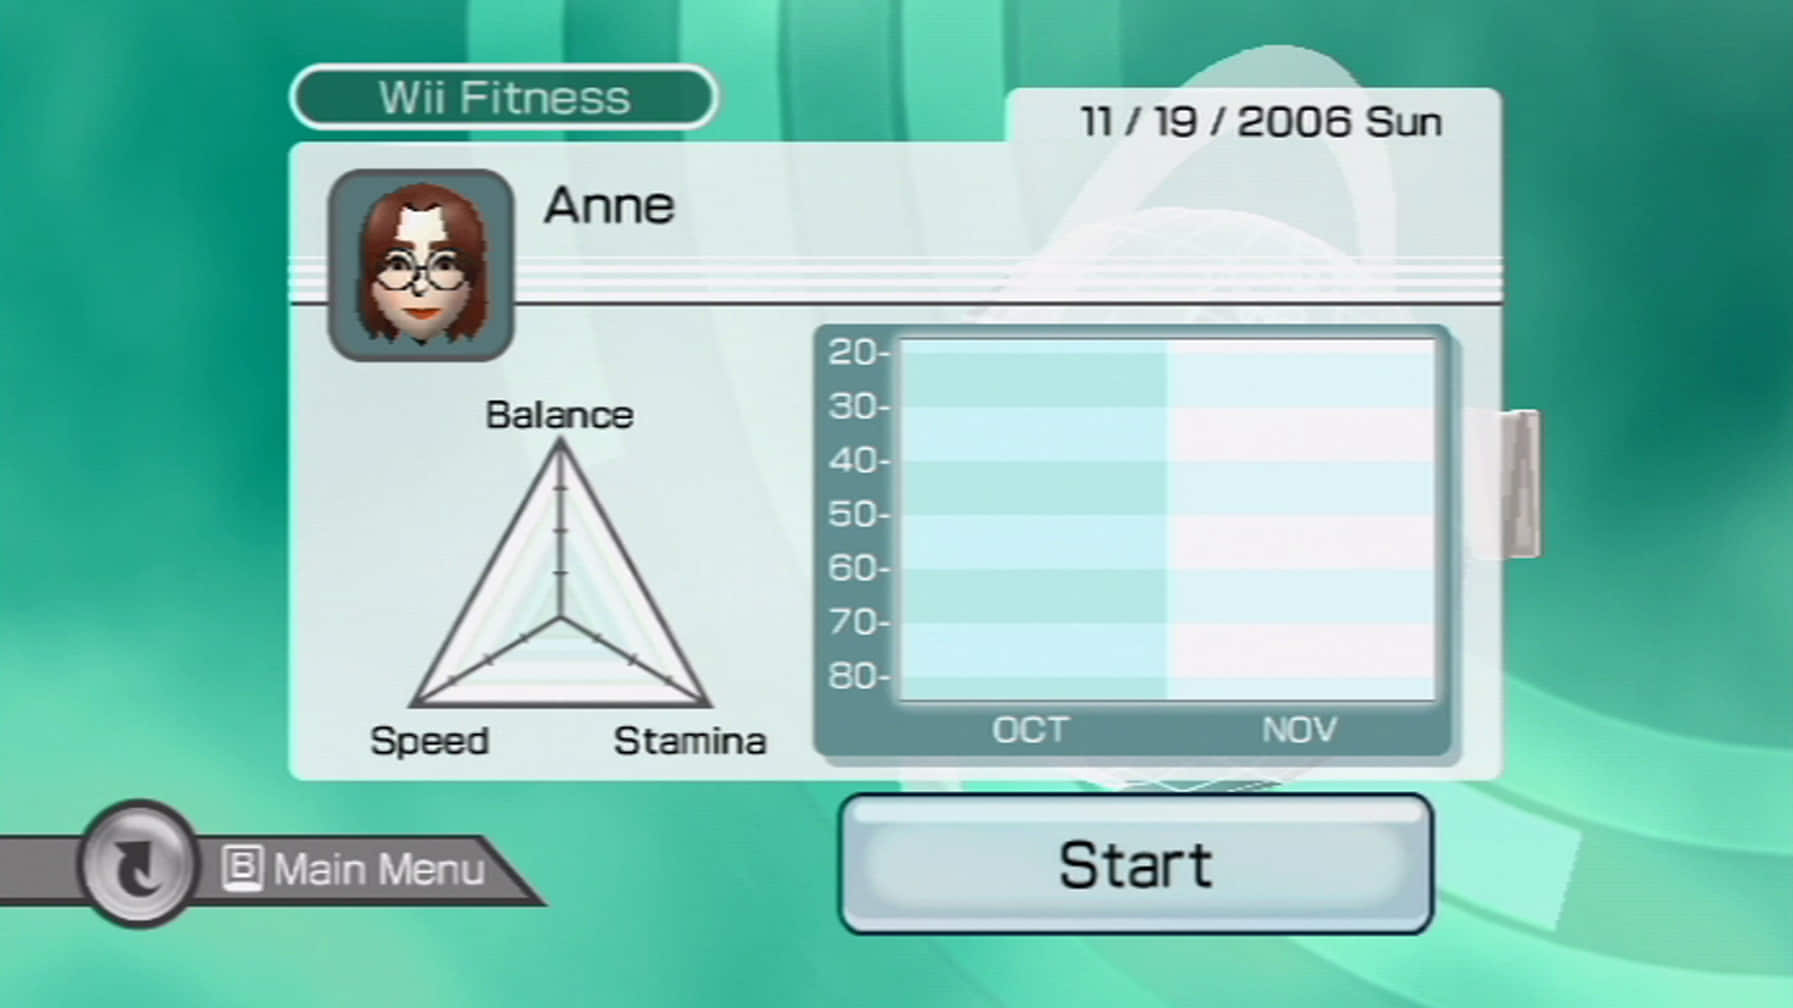 Wii Fitness
11 / 19 / 2006 Sun
Anne
Balance
Speed
Stamina
20-
30-
40-
50-
60-
70-
80-
OCT
NOV
B Main Menu
Start